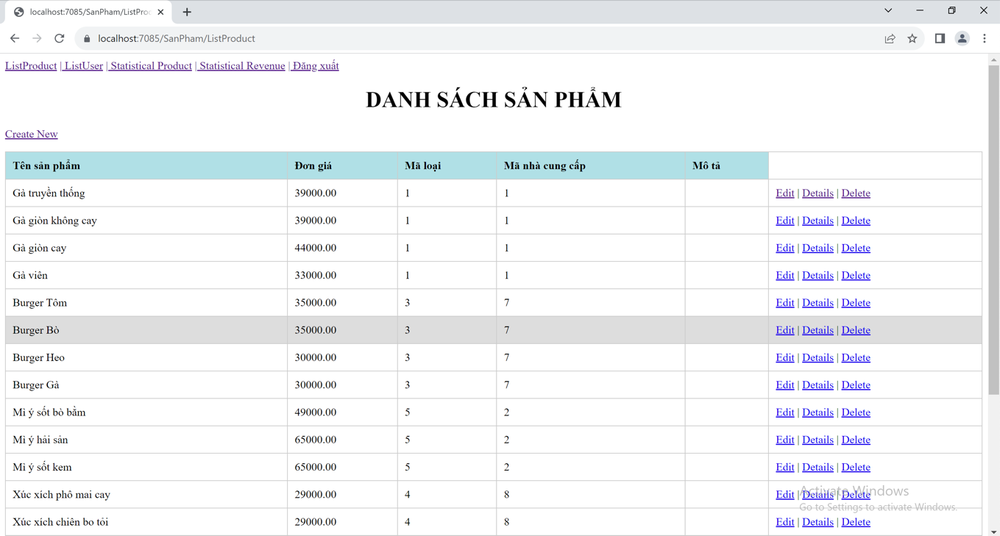 localhost:7085/SanPham/ListProc
localhost:7085/SanPham/ListProduct
ListProduct | ListUser | Statistical Product | Statistical Revenue | Đăng xuất
DANH SÁCH SẢN PHẨM
Create New
Tên sản phẩm Đơn giá Mã loại Mã nhà cung cấp Mô tả
Gà truyền thống 39000.00 1 1 Edit | Details | Delete
Gà giòn không cay 39000.00 1 1 Edit | Details | Delete
Gà giòn cay 44000.00 1 1 Edit | Details | Delete
Gà viên 33000.00 1 1 Edit | Details | Delete
Burger Tôm 35000.00 3 7 Edit | Details | Delete
Burger Bò 35000.00 3 7 Edit | Details | Delete
Burger Heo 30000.00 3 7 Edit | Details | Delete
Burger Gà 30000.00 3 7 Edit | Details | Delete
Mì ý sốt bò bằm 49000.00 5 2 Edit | Details | Delete
Mì ý hải sản 65000.00 5 2 Edit | Details | Delete
Mì ý sốt kem 65000.00 5 2 Edit | Details | Delete
Xúc xích phô mai cay 29000.00 4 8 Edit | Details | Delete
Xúc xích chiên bơ tỏi 29000.00 4 8 Edit | Details | Delete
Activate Windows
Go to Settings to activate Windows.